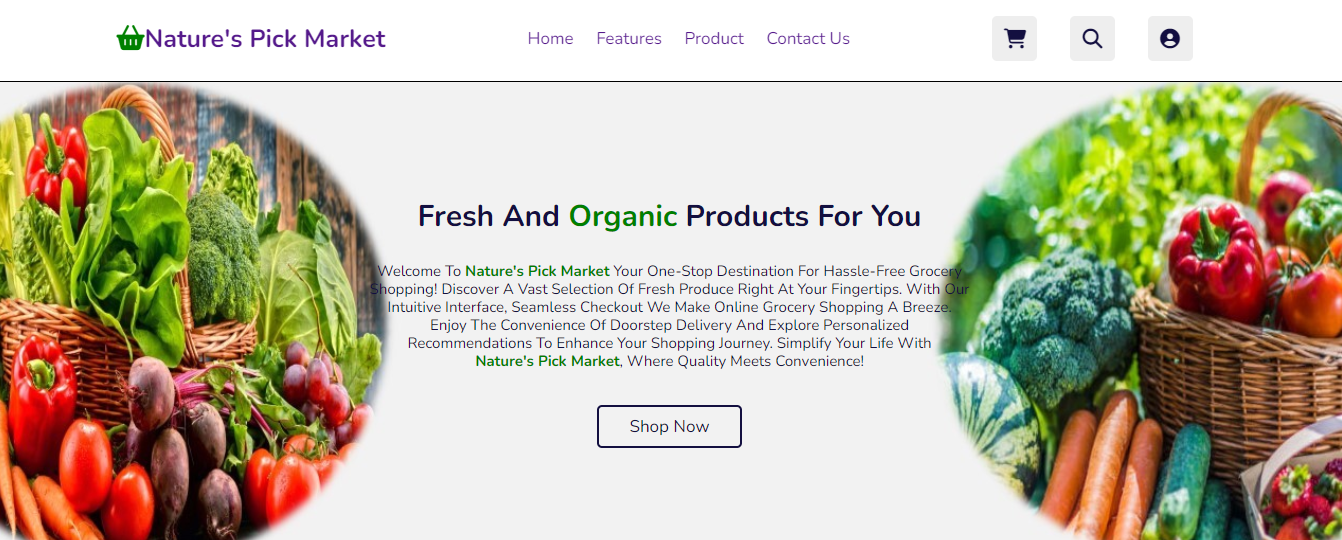 Nature's Pick Market
Home Features Product Contact Us
Fresh And Organic Products For You
Welcome To Nature's Pick Market Your One-Stop Destination For Hassle-Free Grocery
Shopping! Discover A Vast Selection Of Fresh Produce Right At Your Fingertips. With Our
Intuitive Interface, Seamless Checkout We Make Online Grocery Shopping A Breeze.
Enjoy The Convenience Of Doorstep Delivery And Explore Personalized
Recommendations To Enhance Your Shopping Journey. Simplify Your Life With
Nature's Pick Market, Where Quality Meets Convenience!
Shop Now